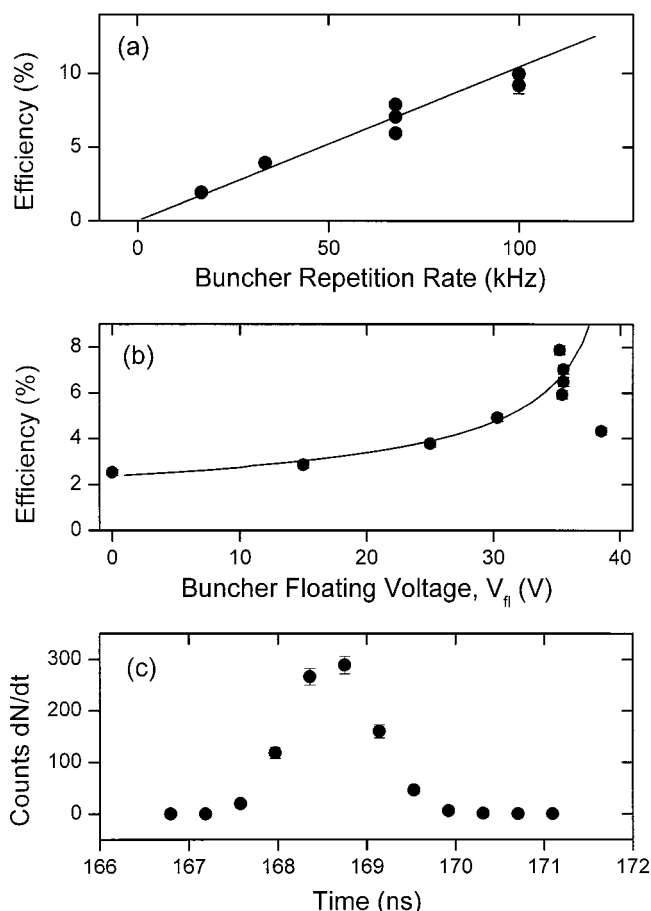 (a)
Efficiency (%)
10
5
0
0 50 100
Buncher Repetition Rate (kHz)
(b)
Efficiency (%)
8
6
4
2
0
0 10 20 30 40
Buncher Floating Voltage, V_fl (V)
(c)
Counts dN/dt
300
200
100
0
166 167 168 169 170 171 172
Time (ns)